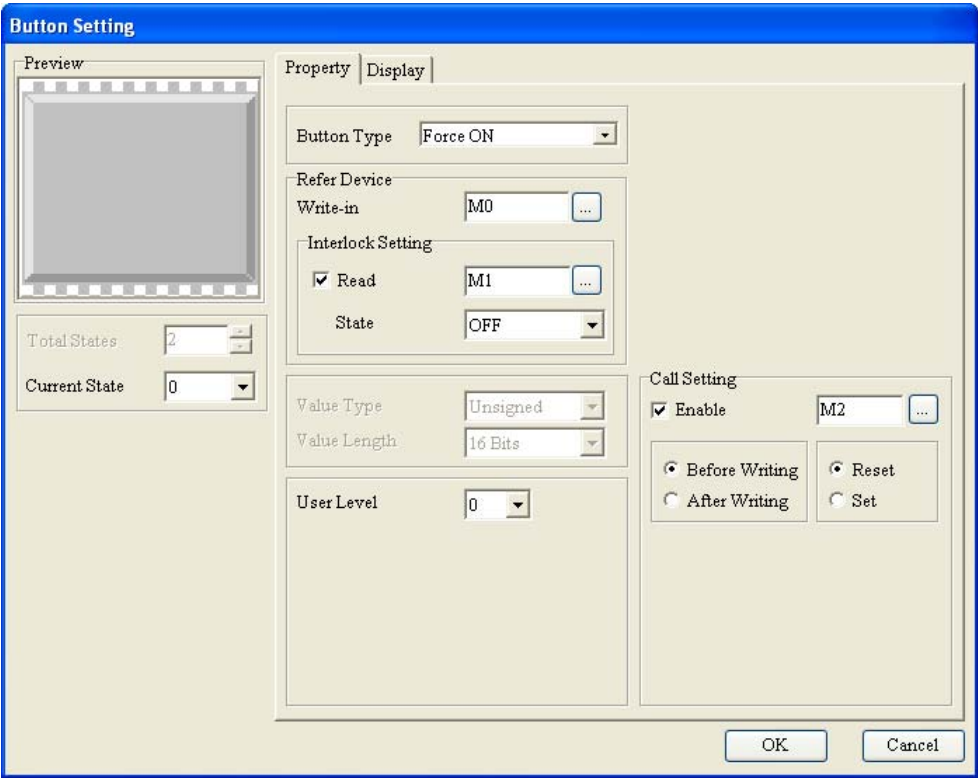 Button Setting
Preview
Total States 2
Current State 0
Property Display
Button Type Force ON
Refer Device
Write-in M0 ...
Interlock Setting
Read M1 ...
State OFF
Value Type Unsigned
Value Length 16 Bits
User Level 0
Call Setting
Enable M2 ...
Before Writing Reset
After Writing Set
OK Cancel